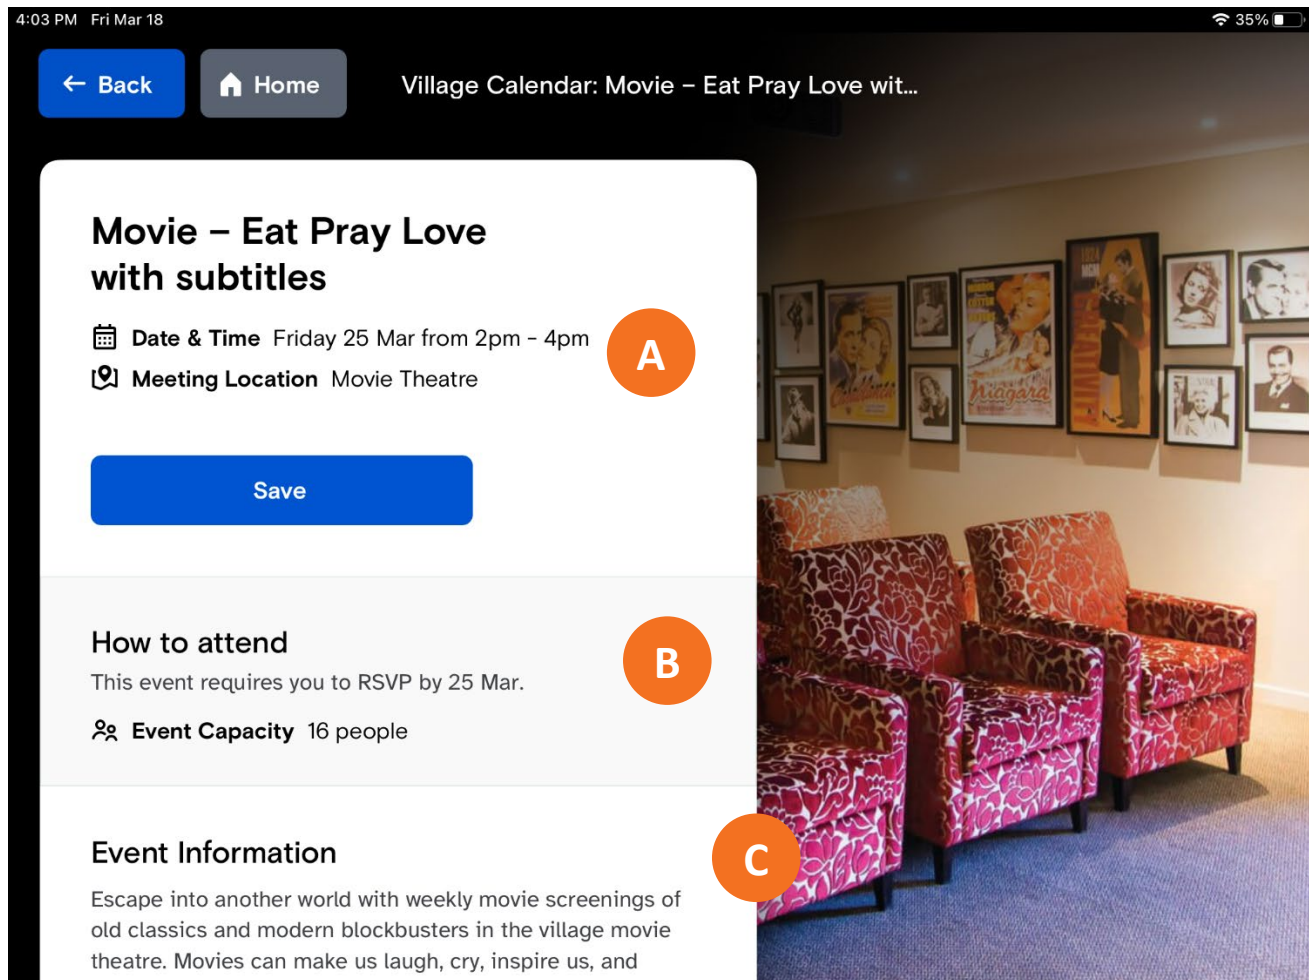 4:03 PM Fri Mar 18
35%
Back
Home
Village Calendar: Movie – Eat Pray Love wit...
Movie – Eat Pray Love
with subtitles
Date & Time Friday 25 Mar from 2pm - 4pm
A
Meeting Location Movie Theatre
Save
How to attend
This event requires you to RSVP by 25 Mar.
B
Event Capacity 16 people
Event Information
C
Escape into another world with weekly movie screenings of
old classics and modern blockbusters in the village movie
theatre. Movies can make us laugh, cry, inspire us, and
Casablanca
Niagara